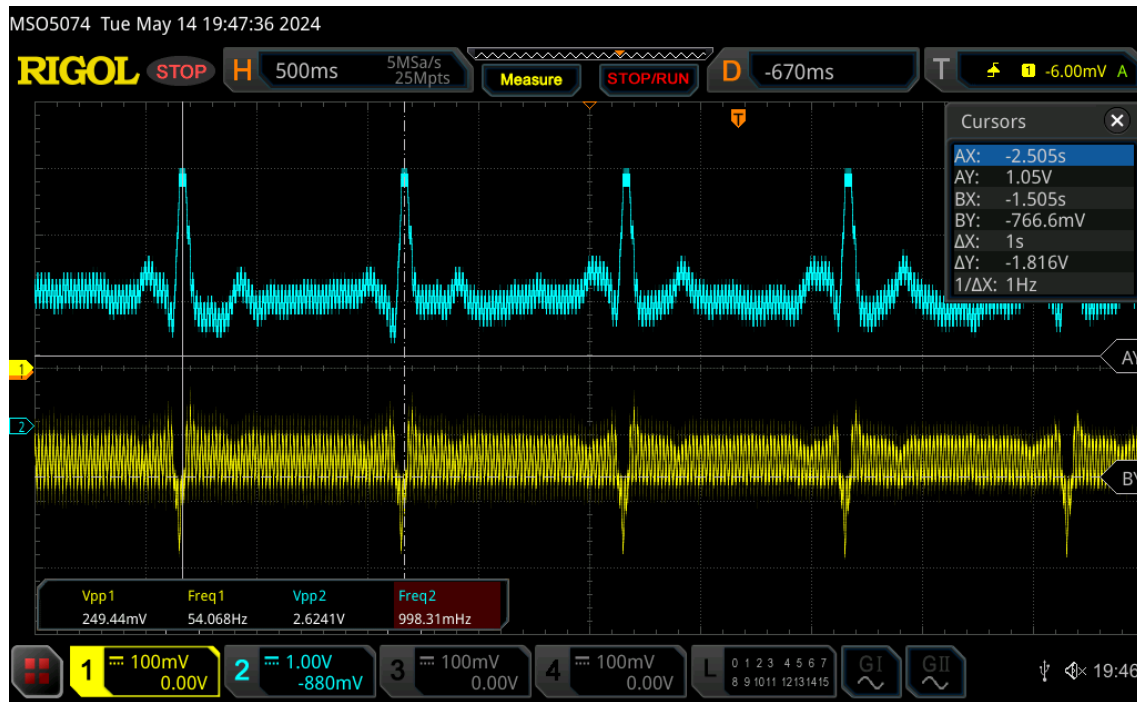 MSO5074 Tue May 14 19:47:36 2024
RIGOL STOP H 500ms 5MSa/s 25Mpts Measure STOP/RUN D -670ms T 1 -6.00mV A
T
Cursors
AX: -2.505s
AY: 1.05V
BX: -1.505s
BY: -766.6mV
ΔX: 1s
ΔY: -1.816V
1/ΔX: 1Hz
AY
1
2
BY
Vpp1 Freq1 Vpp2 Freq2
249.44mV 54.068Hz 2.6241V 998.31mHz
1 100mV 0.00V 2 1.00V -880mV 3 100mV 0.00V 4 100mV 0.00V L 0 1 2 3 4 5 6 7 8 9 10 11 12 13 14 15 GI GII 19:46